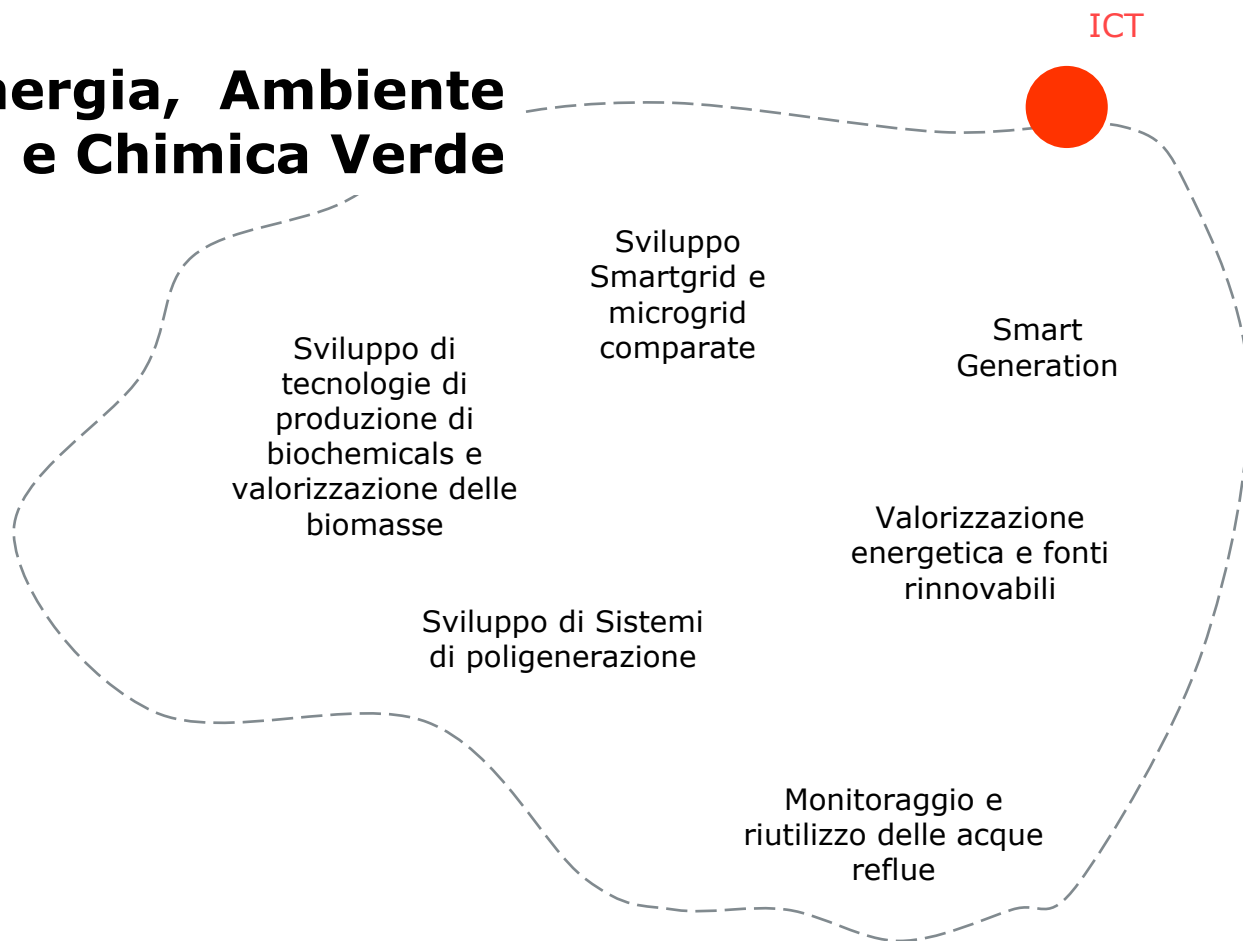 ICT
nergia, Ambiente
e Chimica Verde
Sviluppo
Smartgrid e
microgrid
comparate
Smart
Generation
Sviluppo di
tecnologie di
produzione di
biochemicals e
valorizzazione delle
biomasse
Valorizzazione
energetica e fonti
rinnovabili
Sviluppo di Sistemi
di poligenerazione
Monitoraggio e
riutilizzo delle acque
reflue